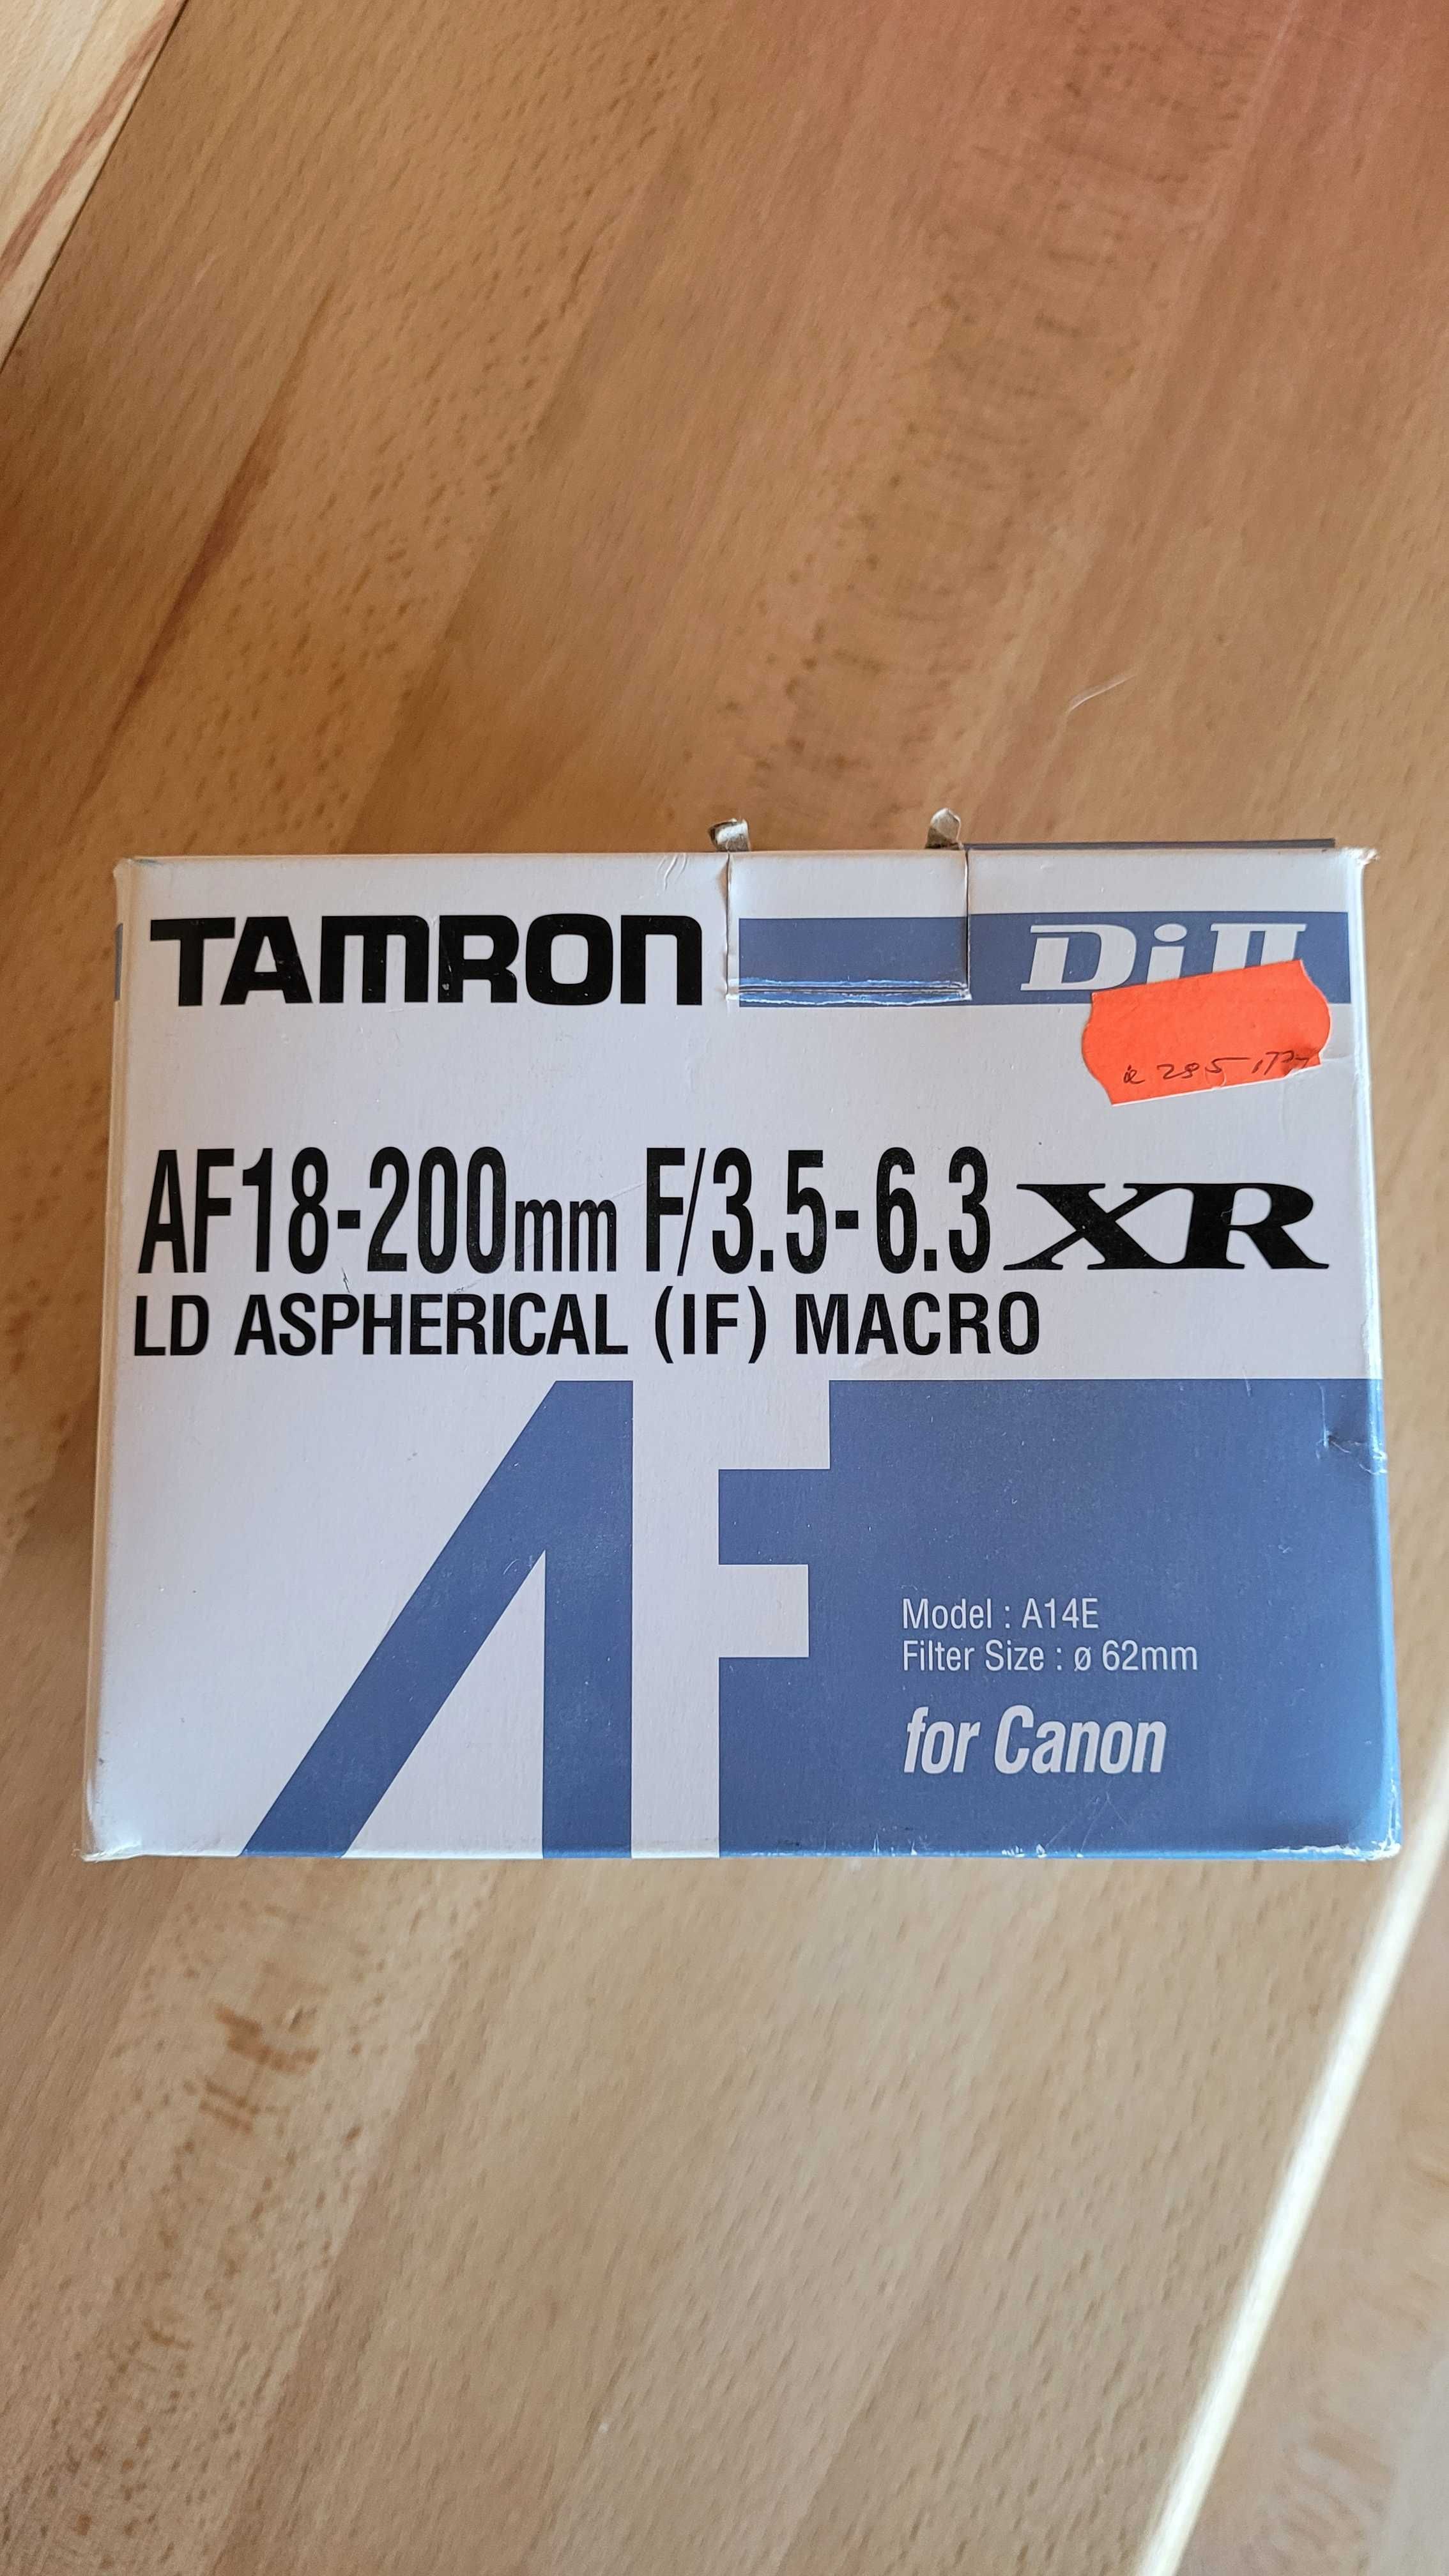 TAMRON
Di II
AF18-200mm F/3.5-6.3 XR
LD ASPHERICAL (IF) MACRO
AF
Model : A14E
Filter Size : ø 62mm
for Canon